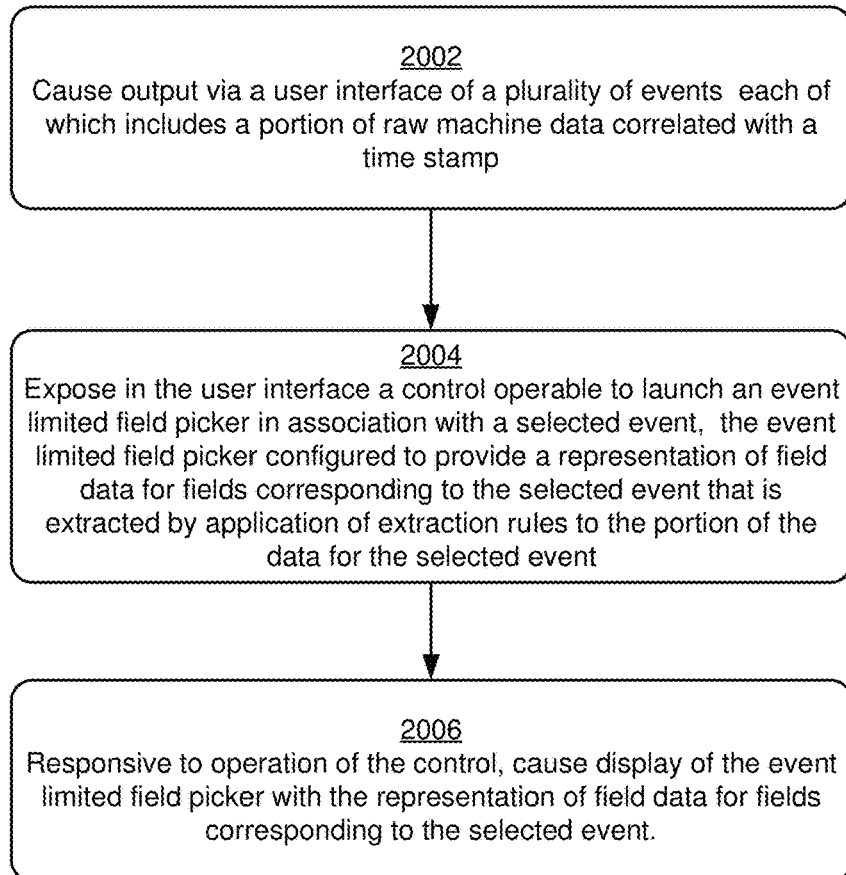 2002
Cause output via a user interface of a plurality of events each of
which includes a portion of raw machine data correlated with a
time stamp
2004
Expose in the user interface a control operable to launch an event
limited field picker in association with a selected event, the event
limited field picker configured to provide a representation of field
data for fields corresponding to the selected event that is
extracted by application of extraction rules to the portion of the
data for the selected event
2006
Responsive to operation of the control, cause display of the event
limited field picker with the representation of field data for fields
corresponding to the selected event.